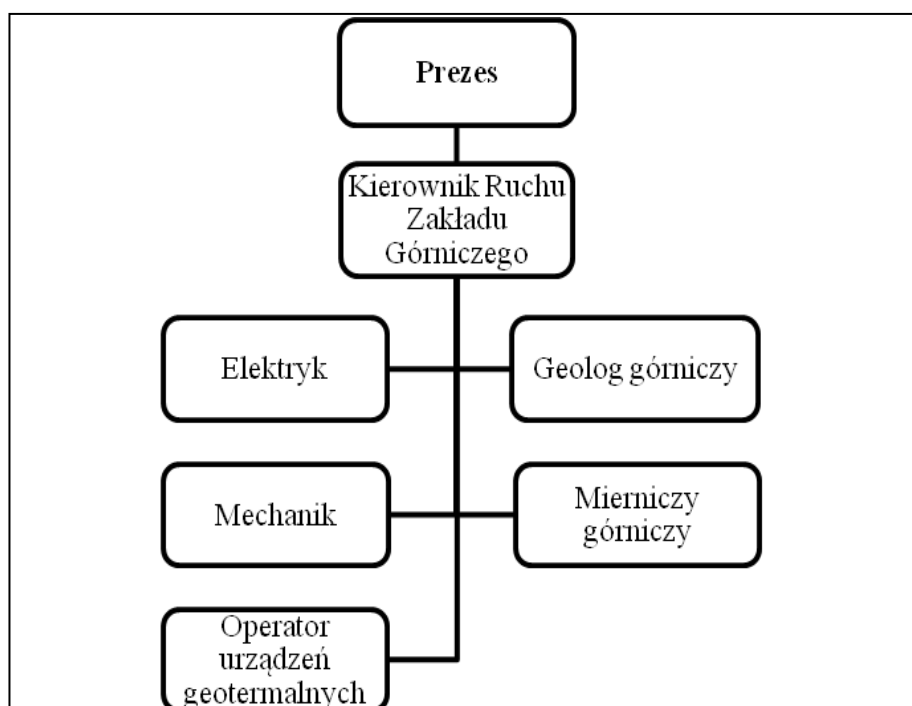 Prezes
Kierownik Ruchu
Zakładu
Górniczego
Elektryk
Geolog górniczy
Mechanik
Mierniczy
górniczy
Operator
urządzeń
geotermalnych